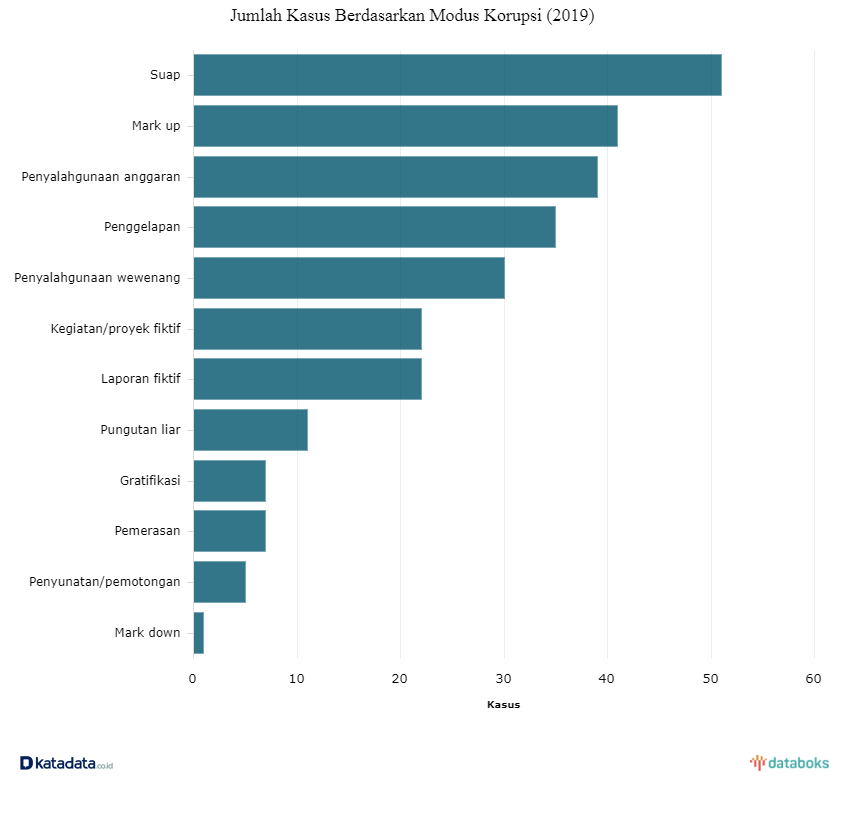 Jumlah Kasus Berdasarkan Modus Korupsi (2019)
Suap
Mark up
Penyalahgunaan anggaran
Penggelapan
Penyalahgunaan wewenang
Kegiatan/proyek fiktif
Laporan fiktif
Pungutan liar
Gratifikasi
Pemerasan
Penyunatan/pemotongan
Mark down
0 10 20 30 40 50 60
Kasus
katadata.co.id
databoks